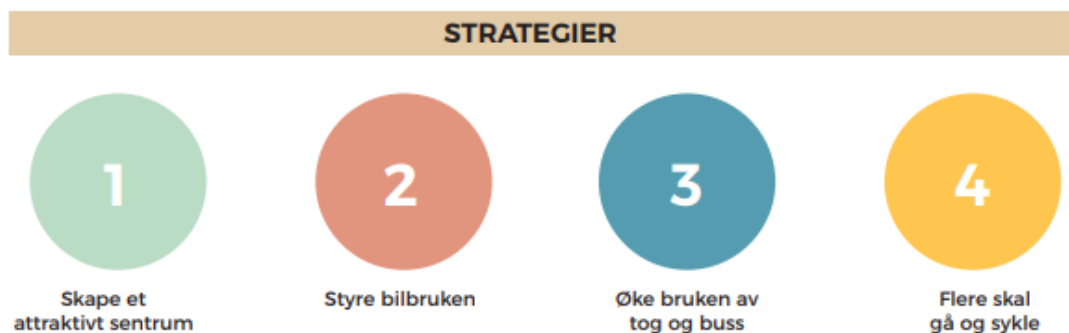 STRATEGIER
1
2
3
4
Skape et
attraktivt sentrum
Styre bilbruken
Øke bruken av
tog og buss
Flere skal
gå og sykle